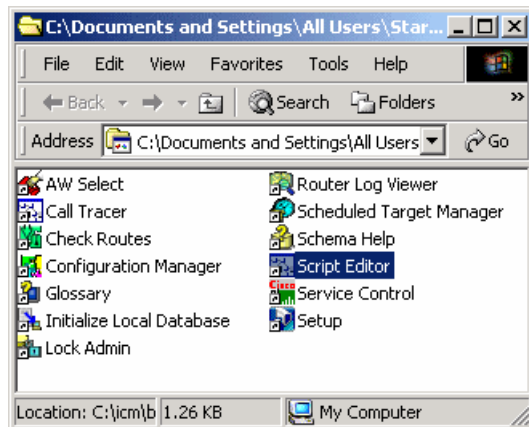 C:\Documents and Settings\All Users\Star...
File Edit View Favorites Tools Help
Back Search Folders »
Address C:\Documents and Settings\All Users Go
AW Select Router Log Viewer
Call Tracer Scheduled Target Manager
Check Routes Schema Help
Configuration Manager Script Editor
Glossary Cisco Service Control
Initialize Local Database Setup
Lock Admin
Location: C:\icm\b 1.26 KB My Computer